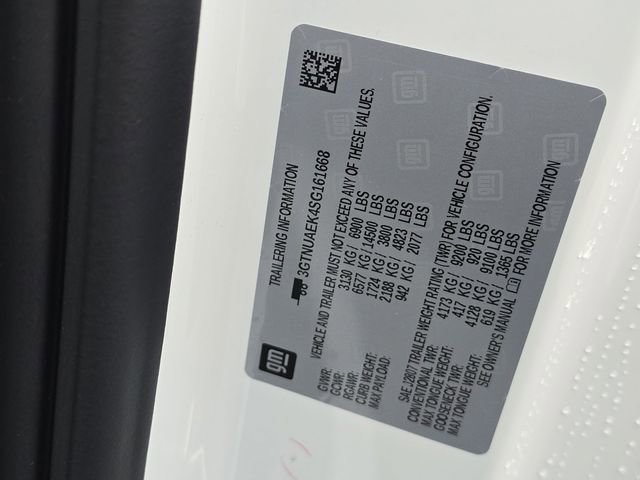 gm
TRAILERING INFORMATION
3GTNUAEK4SG161668
VEHICLE AND TRAILER MUST NOT EXCEED ANY OF THESE VALUES.
GVWR: 3130 KG/ 6900 LBS
GCWR: 6577 KG/ 14500 LBS
RGAWR: 1724 KG/ 3800 LBS
CURB WEIGHT: 2188 KG/ 4823 LBS
MAX PAYLOAD: 942 KG/ 2077 LBS
SAE J2807 TRAILER WEIGHT RATING (TWR) FOR VEHICLE CONFIGURATION.
CONVENTIONAL TWR: 4173 KG/ 9200 LBS
MAX TONGUE WEIGHT: 417 KG/ 920 LBS
GOOSENECK TWR: 4128 KG/ 9100 LBS
MAX TONGUE WEIGHT: 619 KG/ 1365 LBS
SEE OWNER'S MANUAL FOR MORE INFORMATION